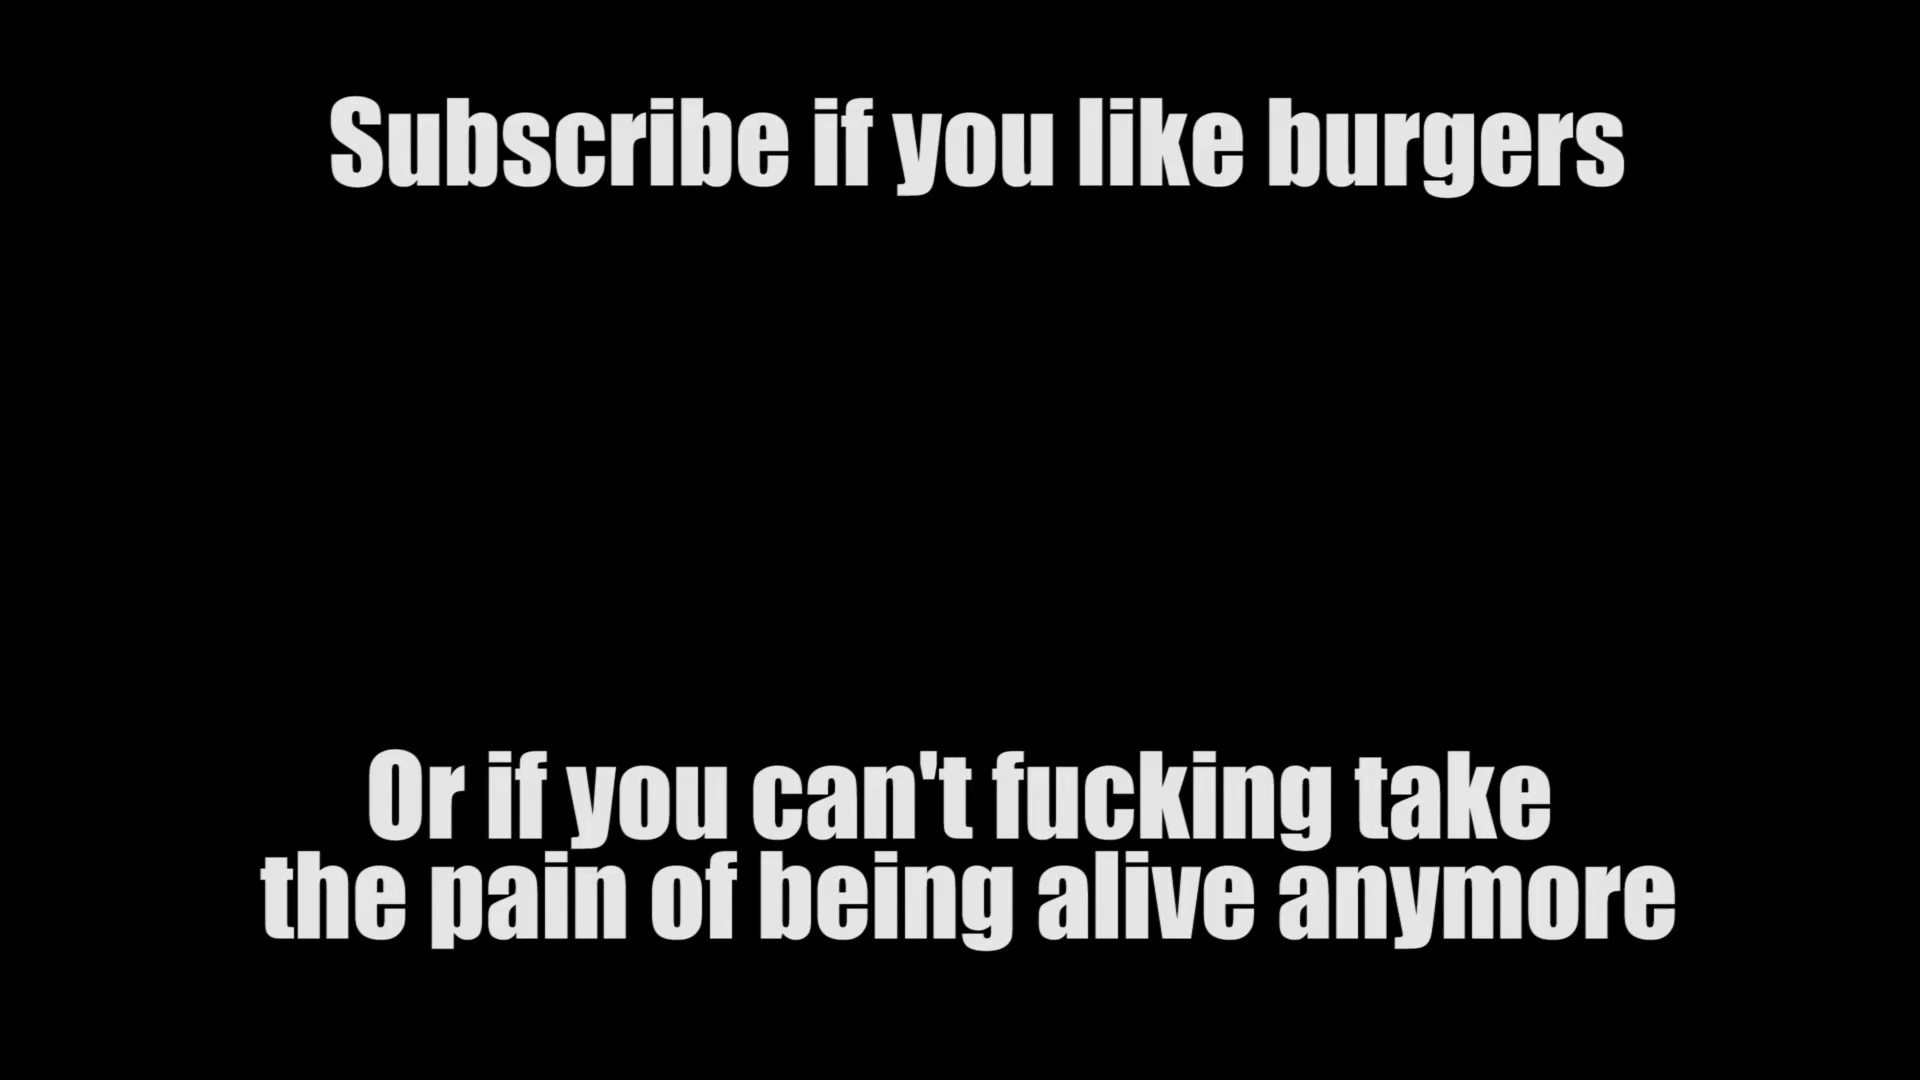 Subscribe if you like burgers
Or if you can't fucking take
the pain of being alive anymore